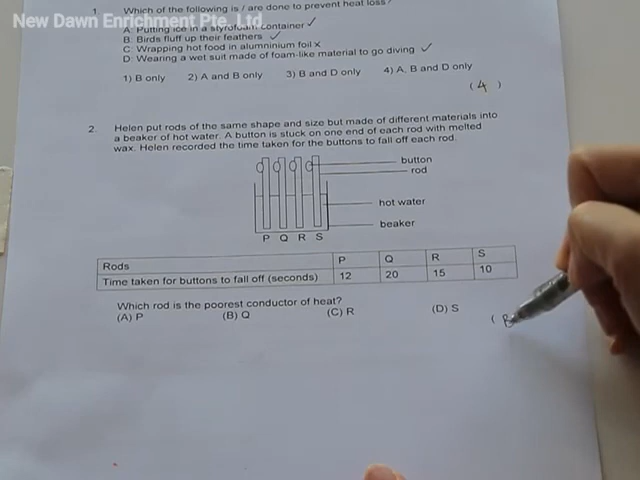 New Dawn Enrichment Pte. Ltd.
1. Which of the following is / are done to prevent heat loss?
A: Putting ice in a styrofoam container ✓
B: Birds fluff up their feathers ✓
C: Wrapping hot food in alumninium foil x
D: Wearing a wet suit made of foam-like material to go diving ✓
1) B only 2) A and B only 3) B and D only 4) A, B and D only
( 4 )
2. Helen put rods of the same shape and size but made of different materials into
a beaker of hot water. A button is stuck on one end of each rod with melted
wax. Helen recorded the time taken for the buttons to fall off each rod.
button
rod
hot water
beaker
P Q R S
Rods P Q R S
Time taken for buttons to fall off (seconds) 12 20 15 10
Which rod is the poorest conductor of heat?
(A) P (B) Q (C) R (D) S
( B